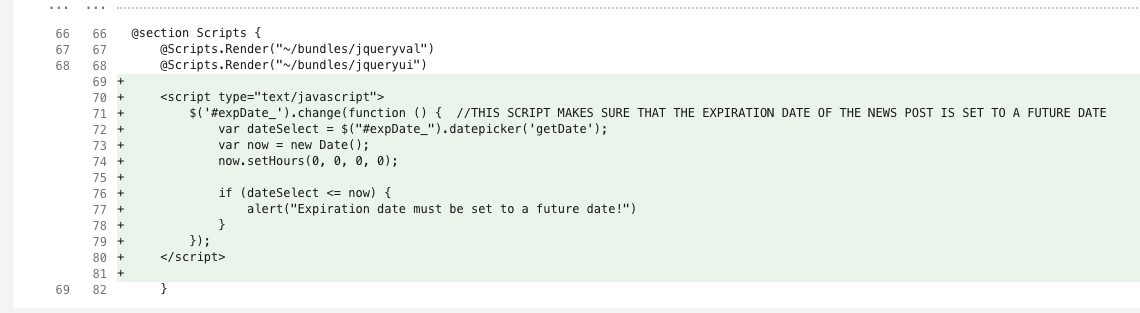 ... ...
66 66 @section Scripts {
67 67 @Scripts.Render("~/bundles/jqueryval")
68 68 @Scripts.Render("~/bundles/jqueryui")
69 +
70 + <script type="text/javascript">
71 + $('#expDate_').change(function () {  //THIS SCRIPT MAKES SURE THAT THE EXPIRATION DATE OF THE NEWS POST IS SET TO A FUTURE DATE
72 + var dateSelect = $("#expDate_").datepicker('getDate');
73 + var now = new Date();
74 + now.setHours(0, 0, 0, 0);
75 +
76 + if (dateSelect <= now) {
77 + alert("Expiration date must be set to a future date!")
78 + }
79 + });
80 + </script>
81 +
69 82 }